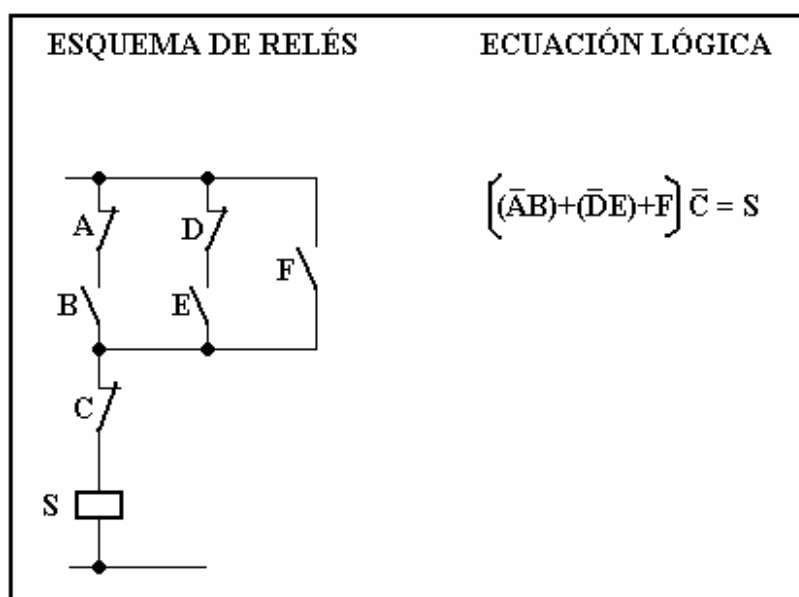 ESQUEMA DE RELÉS
ECUACIÓN LÓGICA
[(A̅B)+(D̅E)+F] C̅ = S
A
D
F
B
E
C
S